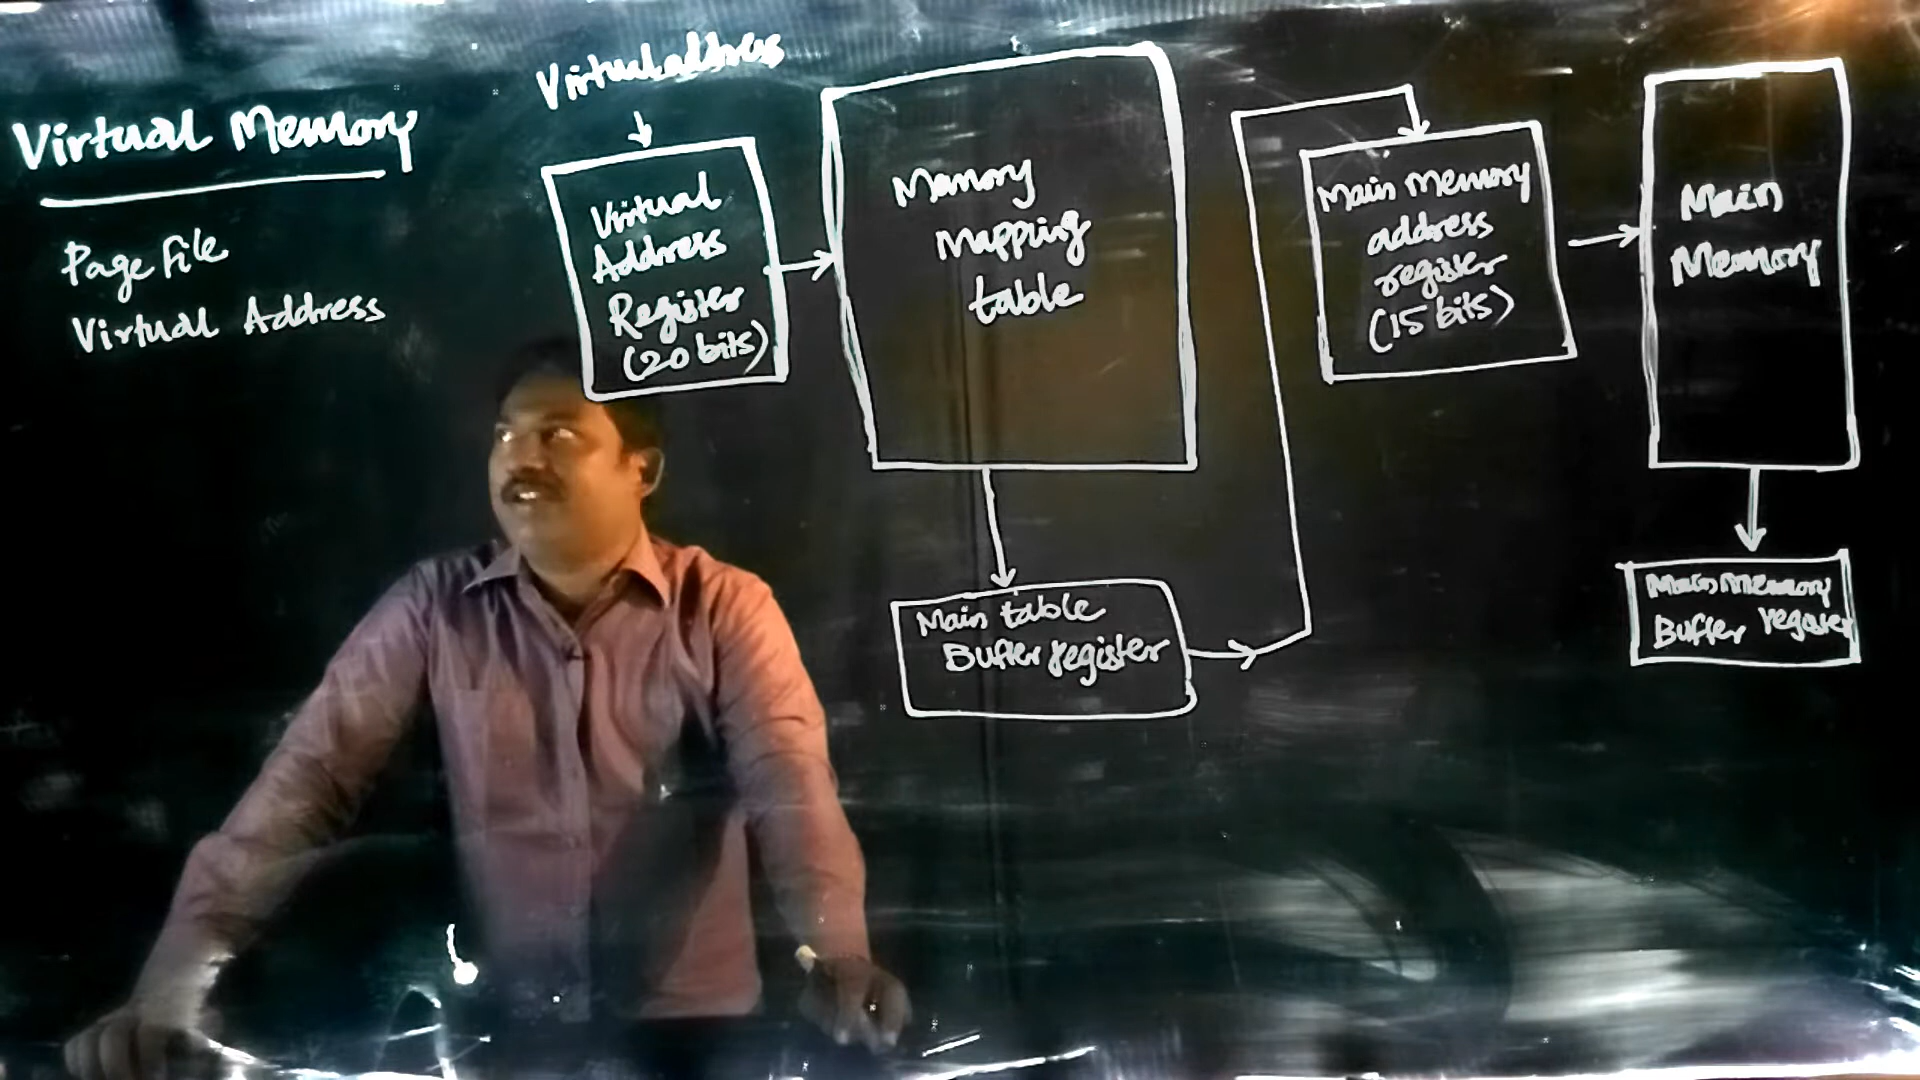 Virtual Memory
Page File
Virtual Address
Virtual address
Virtual
Address
Register
(20 bits)
Memory
Mapping
table
Main table
Buffer register
Main Memory
address
register
(15 bits)
Main
Memory
Main Memory
Buffer register